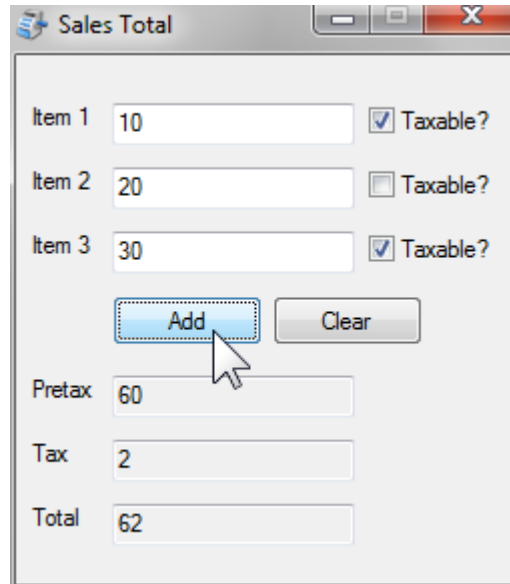 Sales Total
Item 1 10 Taxable?
Item 2 20 Taxable?
Item 3 30 Taxable?
Add Clear
Pretax 60
Tax 2
Total 62